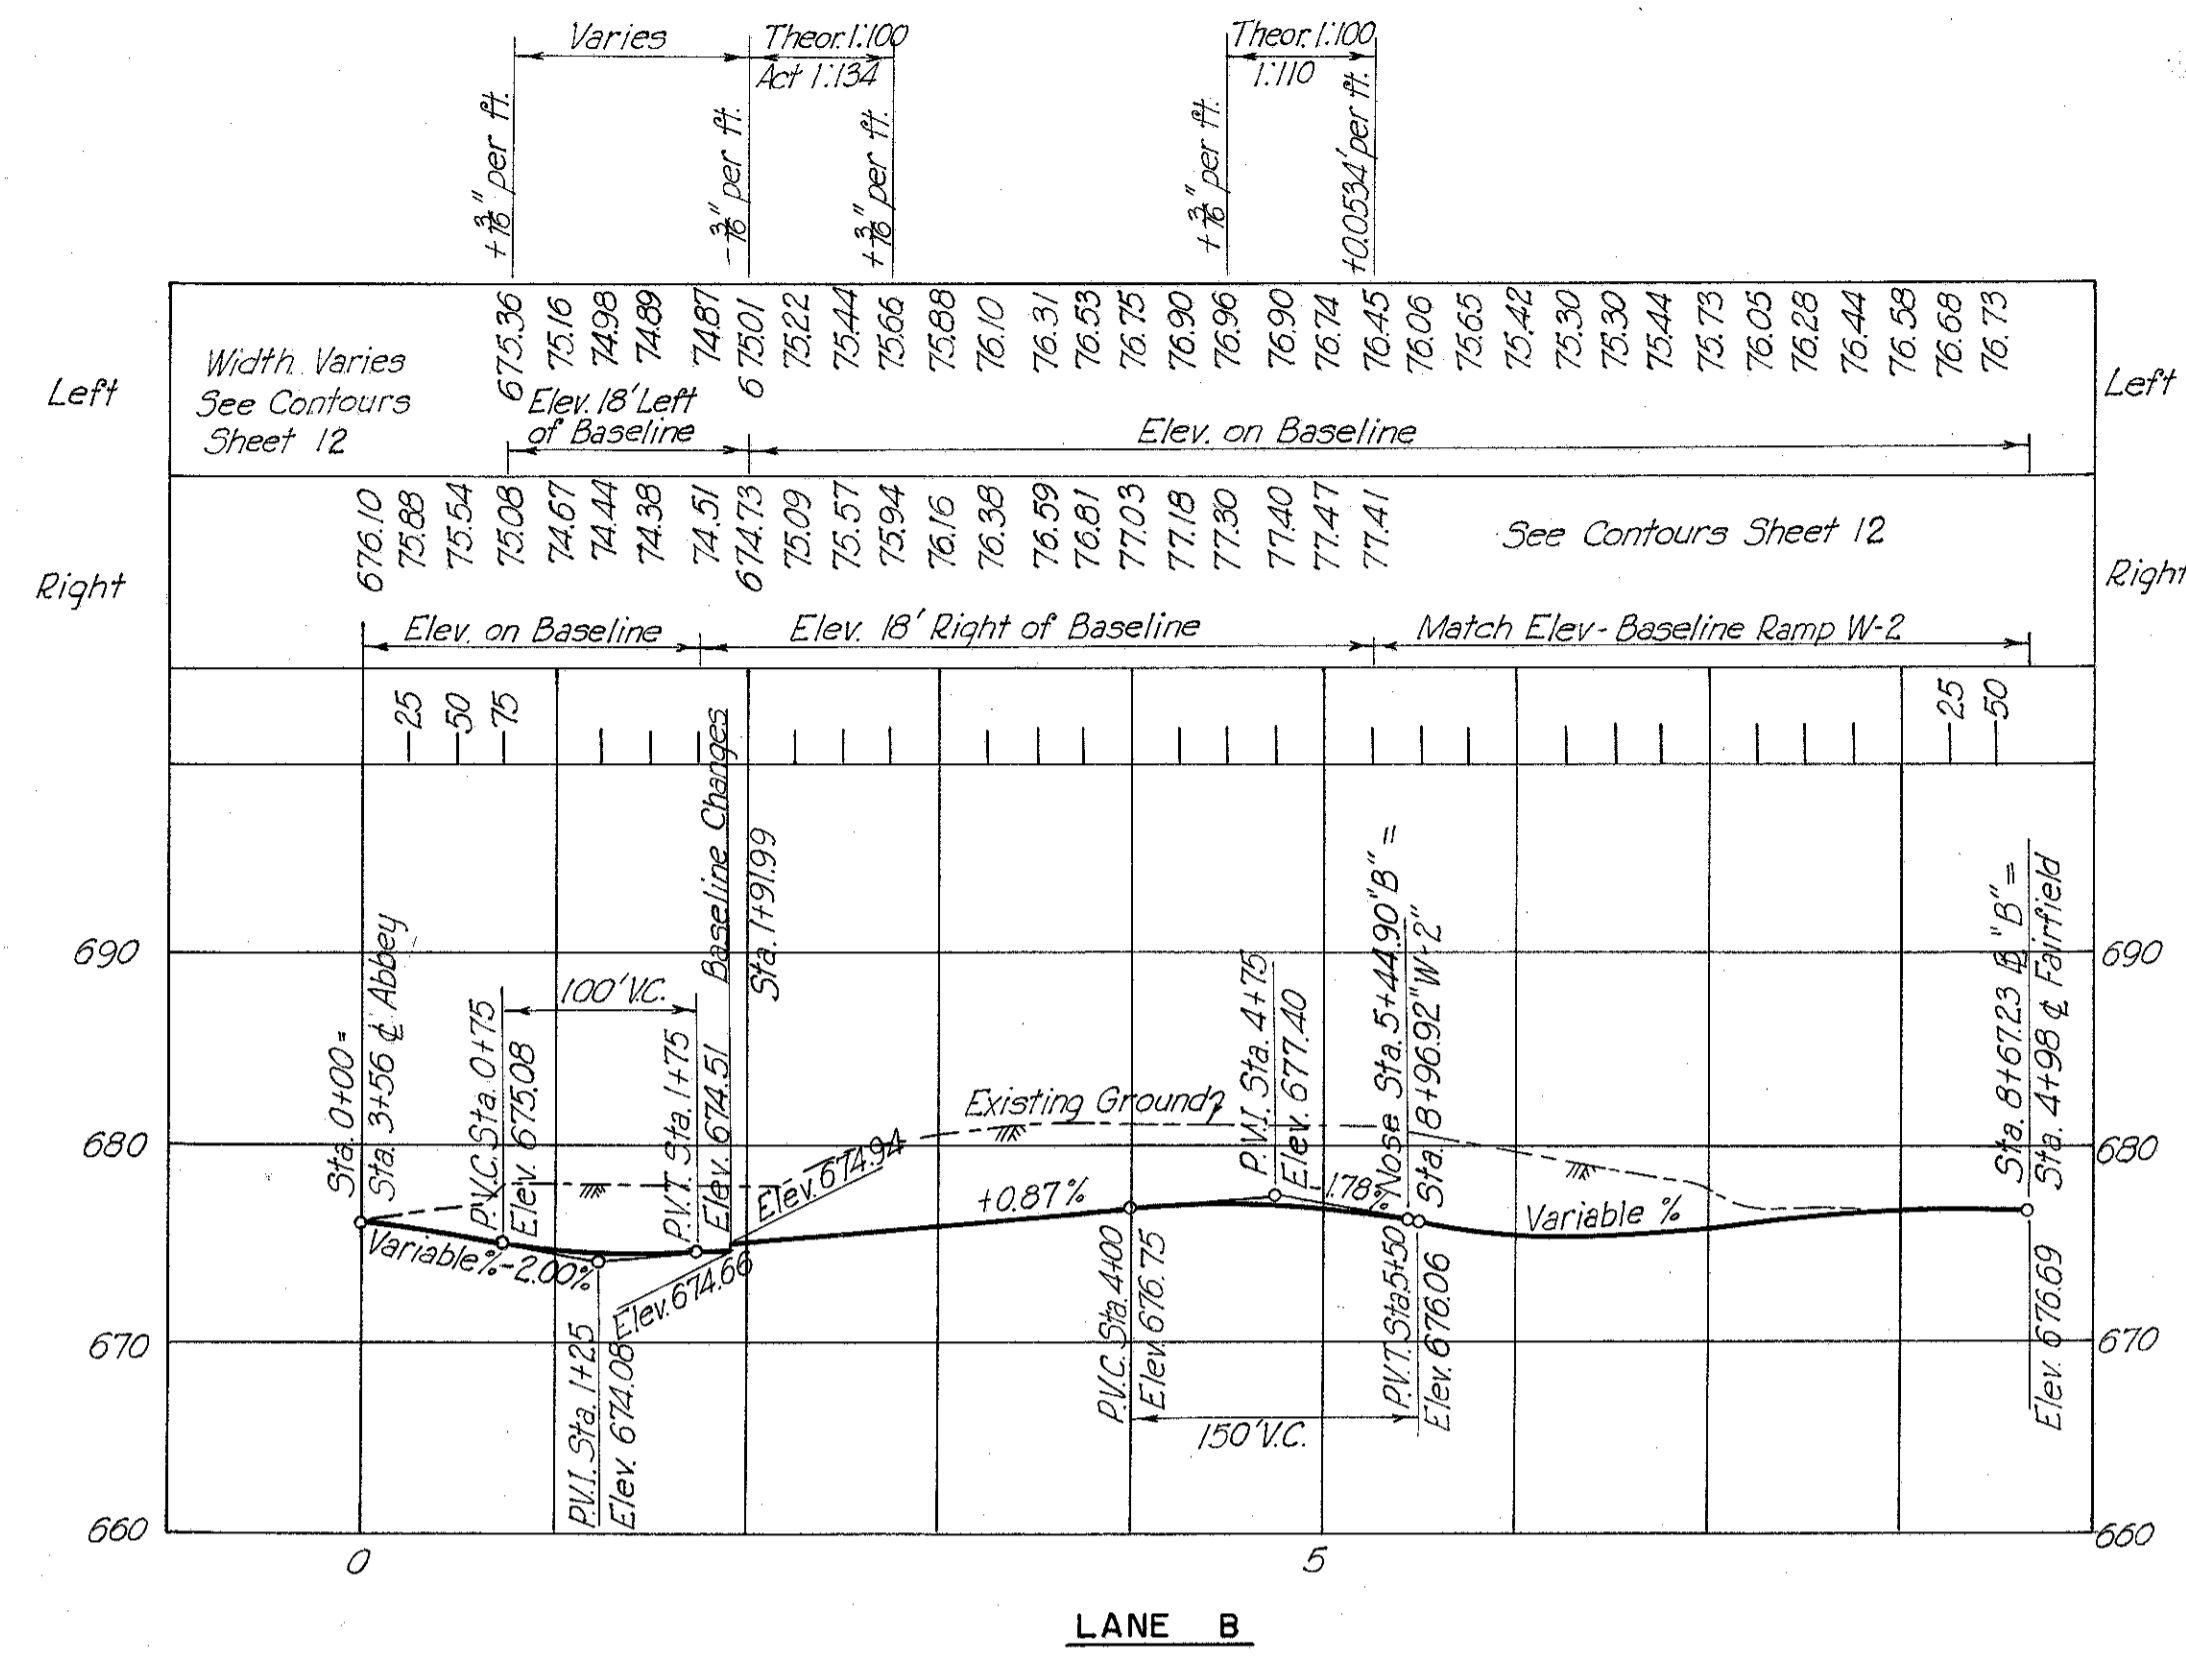 Varies
Theor. 1:100
Act 1:134
Theor. 1:100
1:110
+3/16" per ft.
-3/16" per ft.
+3/16" per ft.
+3/16" per ft.
+0.0534' per ft.
Left
Width Varies
See Contours
Sheet 12
675.36
75.16
74.98
74.89
74.87
675.01
75.22
75.44
75.66
75.88
76.10
76.31
76.53
76.75
76.90
76.96
76.90
76.74
76.45
76.06
75.65
75.42
75.30
75.30
75.44
75.73
76.05
76.28
76.44
76.58
76.68
76.73
Left
Elev. 18' Left
of Baseline
Elev. on Baseline
Right
676.10
75.88
75.54
75.08
74.67
74.44
74.38
74.51
674.73
75.09
75.57
75.94
76.16
76.38
76.59
76.81
77.03
77.18
77.30
77.40
77.47
77.41
See Contours Sheet 12
Right
Elev. on Baseline
Elev. 18' Right of Baseline
Match Elev - Baseline Ramp W-2
25
50
75
25
50
Baseline Changes
Sta. 1+91.99
690
680
670
660
690
680
670
660
Sta. 0+00 =
Sta. 3+56 ℄ Abbey
100' V.C.
P.V.C. Sta. 0+75
Elev. 675.08
P.V.T. Sta. 1+75
Elev. 674.51
Existing Ground
Elev. 674.94
Elev. 674.66
Variable %
-2.00%
P.V.I. Sta. 1+25
Elev. 674.08
+0.87%
P.V.C. Sta. 4+00
Elev. 676.75
150' V.C.
P.V.I. Sta. 4+75
Elev. 677.40
-1.78%
Nose Sta. 5+44.90 "B" =
Sta. 8+96.92 "W-2"
P.V.T. Sta. 5+50
Elev. 676.06
Variable %
Sta. 8+67.23 ⅊ "B" =
Sta. 4+98 ℄ Fairfield
Elev. 676.69
0
5
LANE B